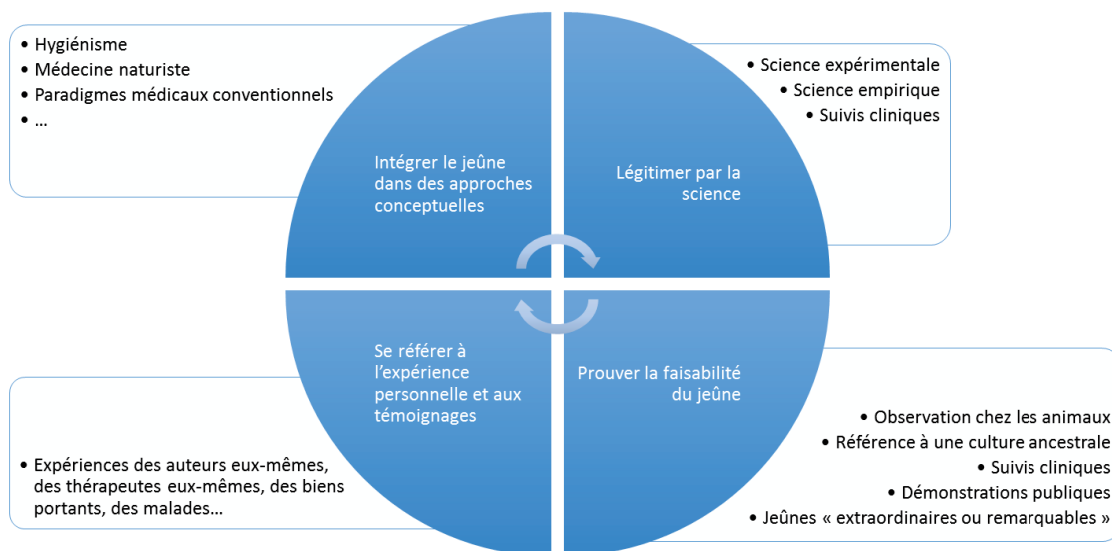 • Hygiénisme
• Médecine naturiste
• Paradigmes médicaux conventionnels
• ...
Intégrer le jeûne
dans des approches
conceptuelles
• Science expérimentale
• Science empirique
• Suivis cliniques
Légitimer par la
science
Se référer à
l'expérience
personnelle et aux
témoignages
• Expériences des auteurs eux-mêmes,
des thérapeutes eux-mêmes, des biens
portants, des malades...
Prouver la faisabilité
du jeûne
• Observation chez les animaux
• Référence à une culture ancestrale
• Suivis cliniques
• Démonstrations publiques
• Jeûnes « extraordinaires ou remarquables »